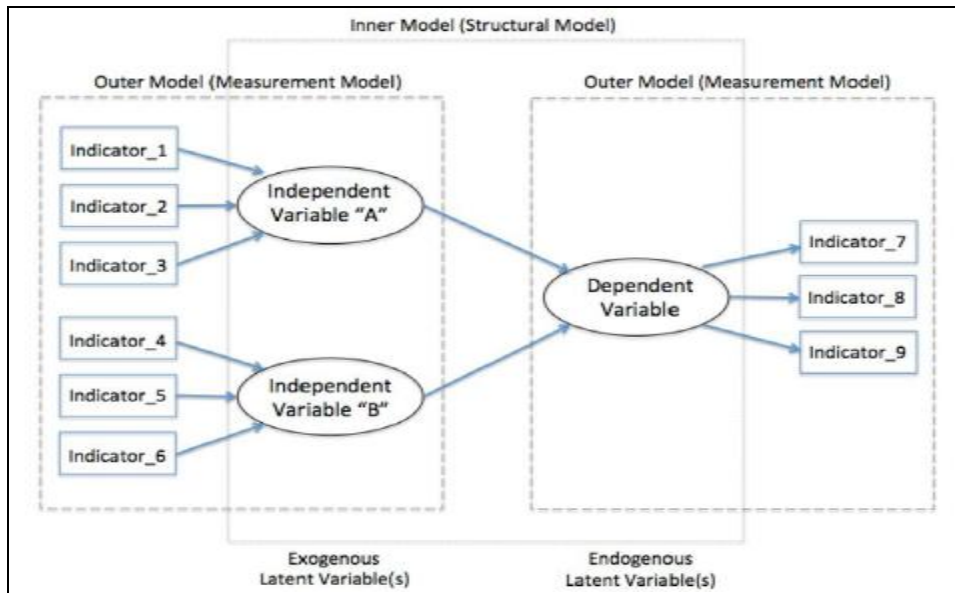 Inner Model (Structural Model)
Outer Model (Measurement Model)
Outer Model (Measurement Model)
Indicator_1
Indicator_2
Indicator_3
Independent
Variable “A”
Indicator_4
Indicator_5
Indicator_6
Independent
Variable “B”
Dependent
Variable
Indicator_7
Indicator_8
Indicator_9
Exogenous
Latent Variable(s)
Endogenous
Latent Variable(s)